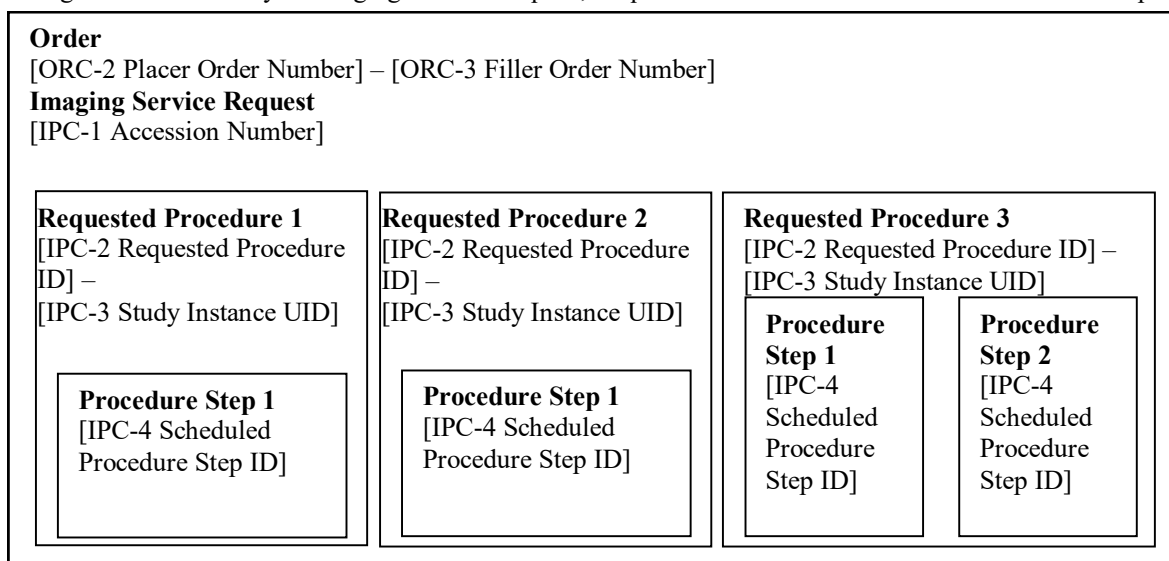 Order
[ORC-2 Placer Order Number] – [ORC-3 Filler Order Number]
Imaging Service Request
[IPC-1 Accession Number]
Requested Procedure 1
[IPC-2 Requested Procedure
ID] –
[IPC-3 Study Instance UID]
Procedure Step 1
[IPC-4 Scheduled
Procedure Step ID]
Requested Procedure 2
[IPC-2 Requested Procedure
ID] –
[IPC-3 Study Instance UID]
Procedure Step 1
[IPC-4 Scheduled
Procedure Step ID]
Requested Procedure 3
[IPC-2 Requested Procedure ID] –
[IPC-3 Study Instance UID]
Procedure
Step 1
[IPC-4
Scheduled
Procedure
Step ID]
Procedure
Step 2
[IPC-4
Scheduled
Procedure
Step ID]